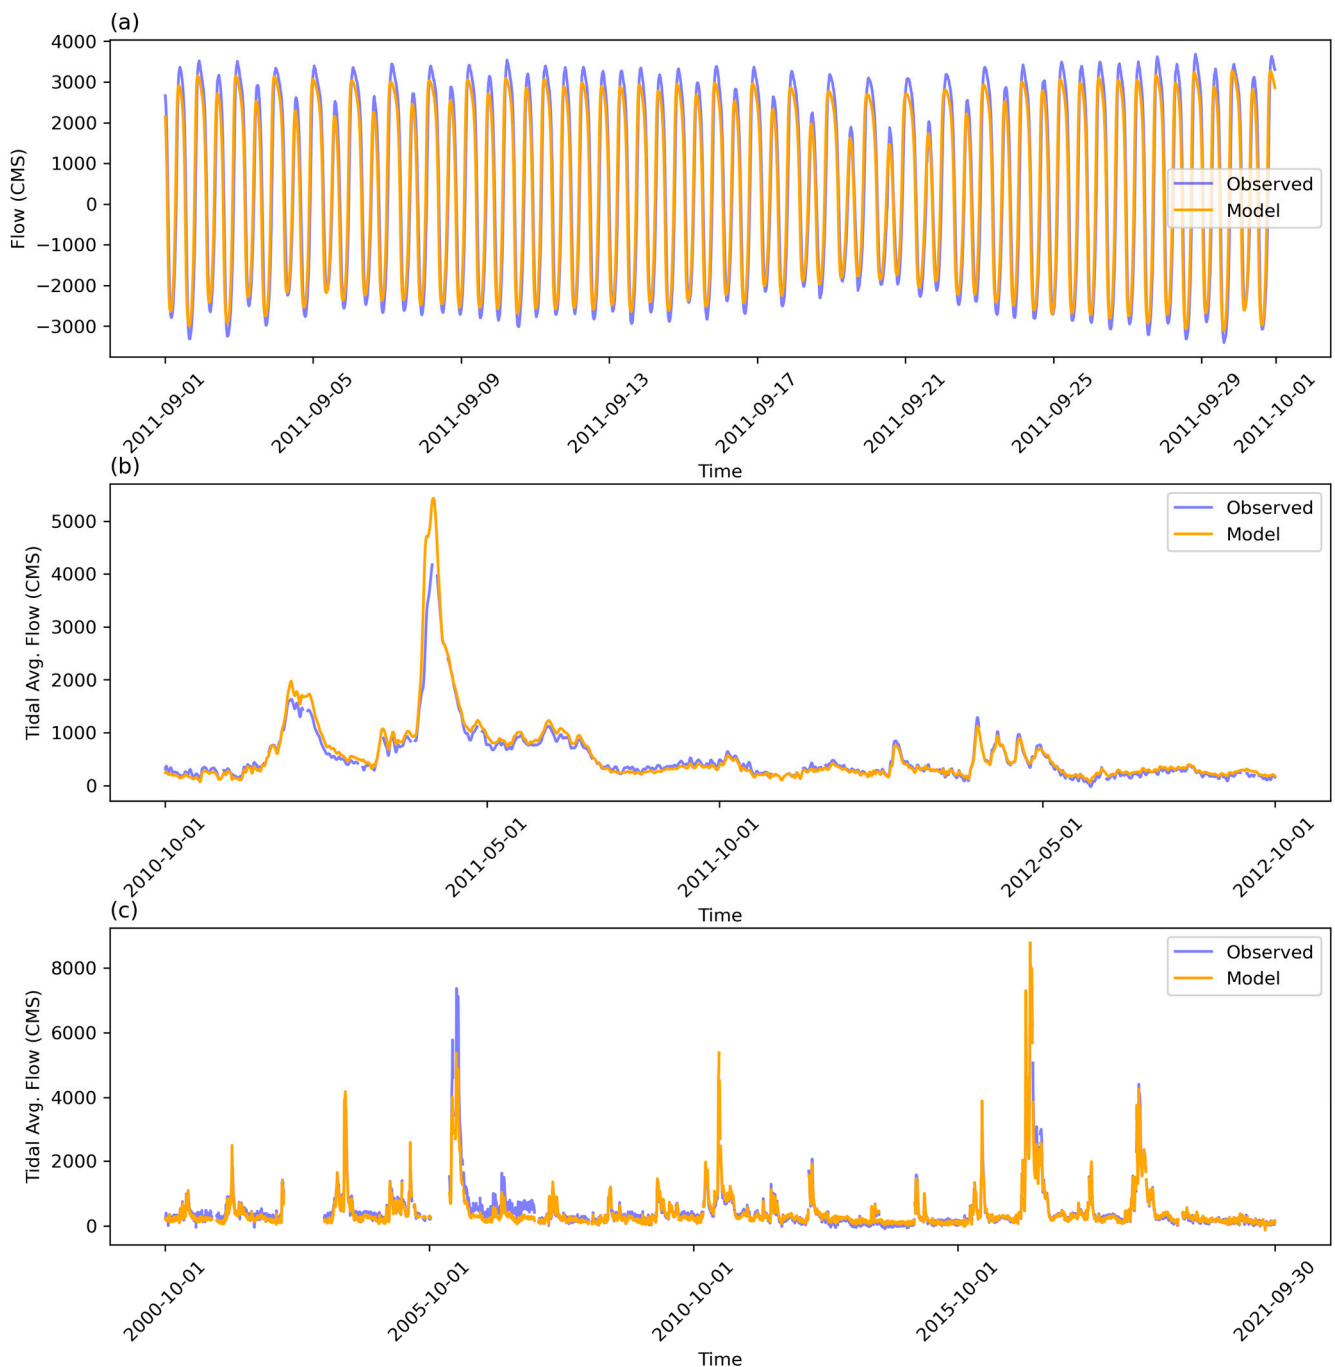 (a)
4000
3000
2000
1000
0
−1000
−2000
−3000
Flow (CMS)
Observed
Model
2011-09-01
2011-09-05
2011-09-09
2011-09-13
2011-09-17
2011-09-21
2011-09-25
2011-09-29
2011-10-01
Time
(b)
5000
4000
3000
2000
1000
0
Tidal Avg. Flow (CMS)
Observed
Model
2010-10-01
2011-05-01
2011-10-01
2012-05-01
2012-10-01
Time
(c)
8000
6000
4000
2000
0
Tidal Avg. Flow (CMS)
Observed
Model
2000-10-01
2005-10-01
2010-10-01
2015-10-01
2021-09-30
Time